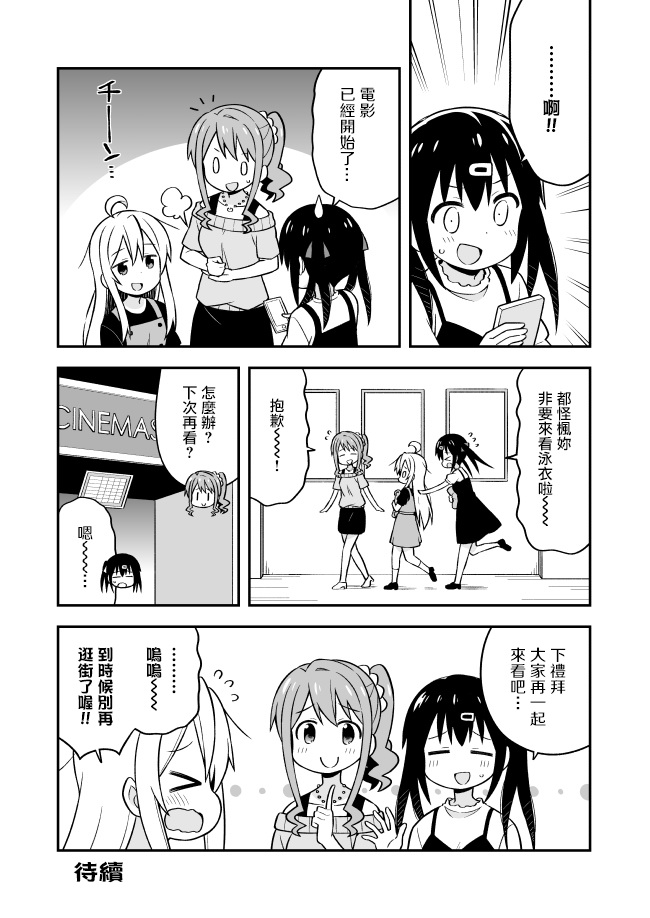 ………啊!!
電影
已經開始了…
チーン…
都怪楓妳
非要來看泳衣啦~~~
抱歉~~~！
怎麼辦？
下次再看？
CINEMAS
嗯~~~…
下禮拜
大家再一起
來看吧…
………
嗚嗚~~
到時候別再
逛街了喔!!
待續